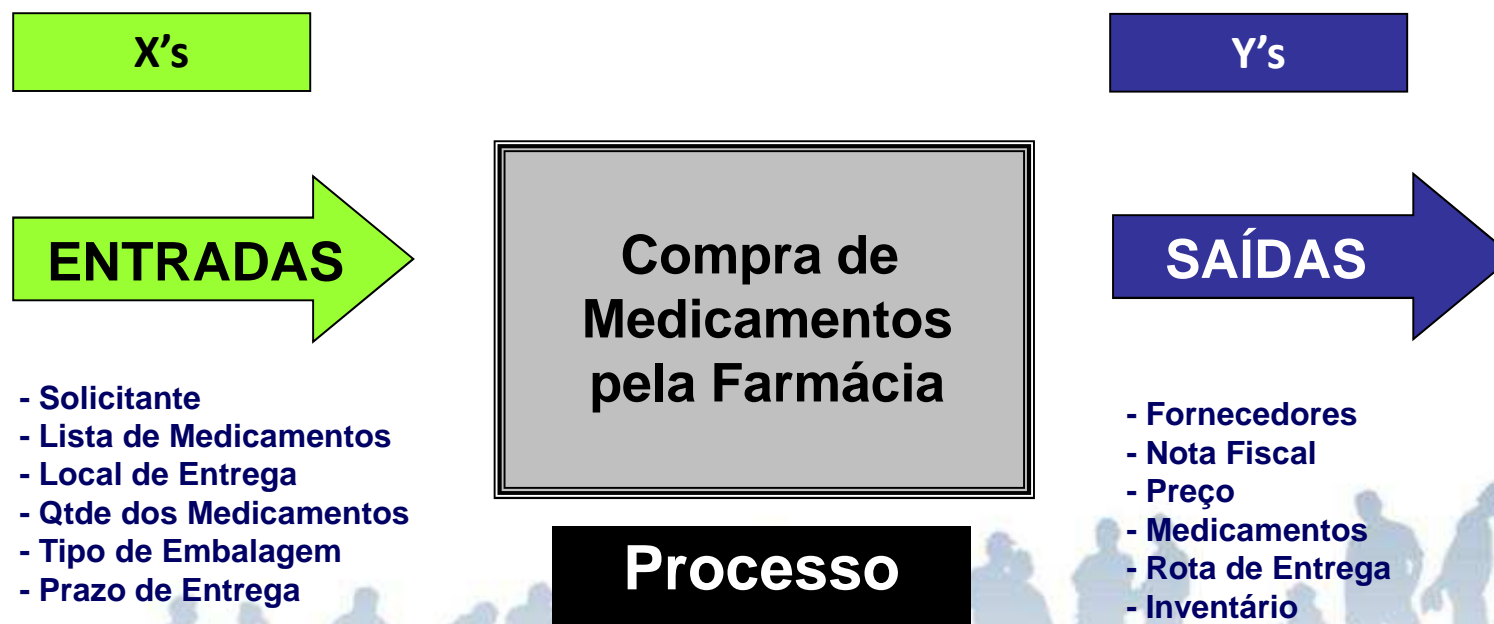 X’s
Y’s
ENTRADAS
Compra de
Medicamentos
pela Farmácia
SAÍDAS
- Solicitante
- Lista de Medicamentos
- Local de Entrega
- Qtde dos Medicamentos
- Tipo de Embalagem
- Prazo de Entrega
Processo
- Fornecedores
- Nota Fiscal
- Preço
- Medicamentos
- Rota de Entrega
- Inventário